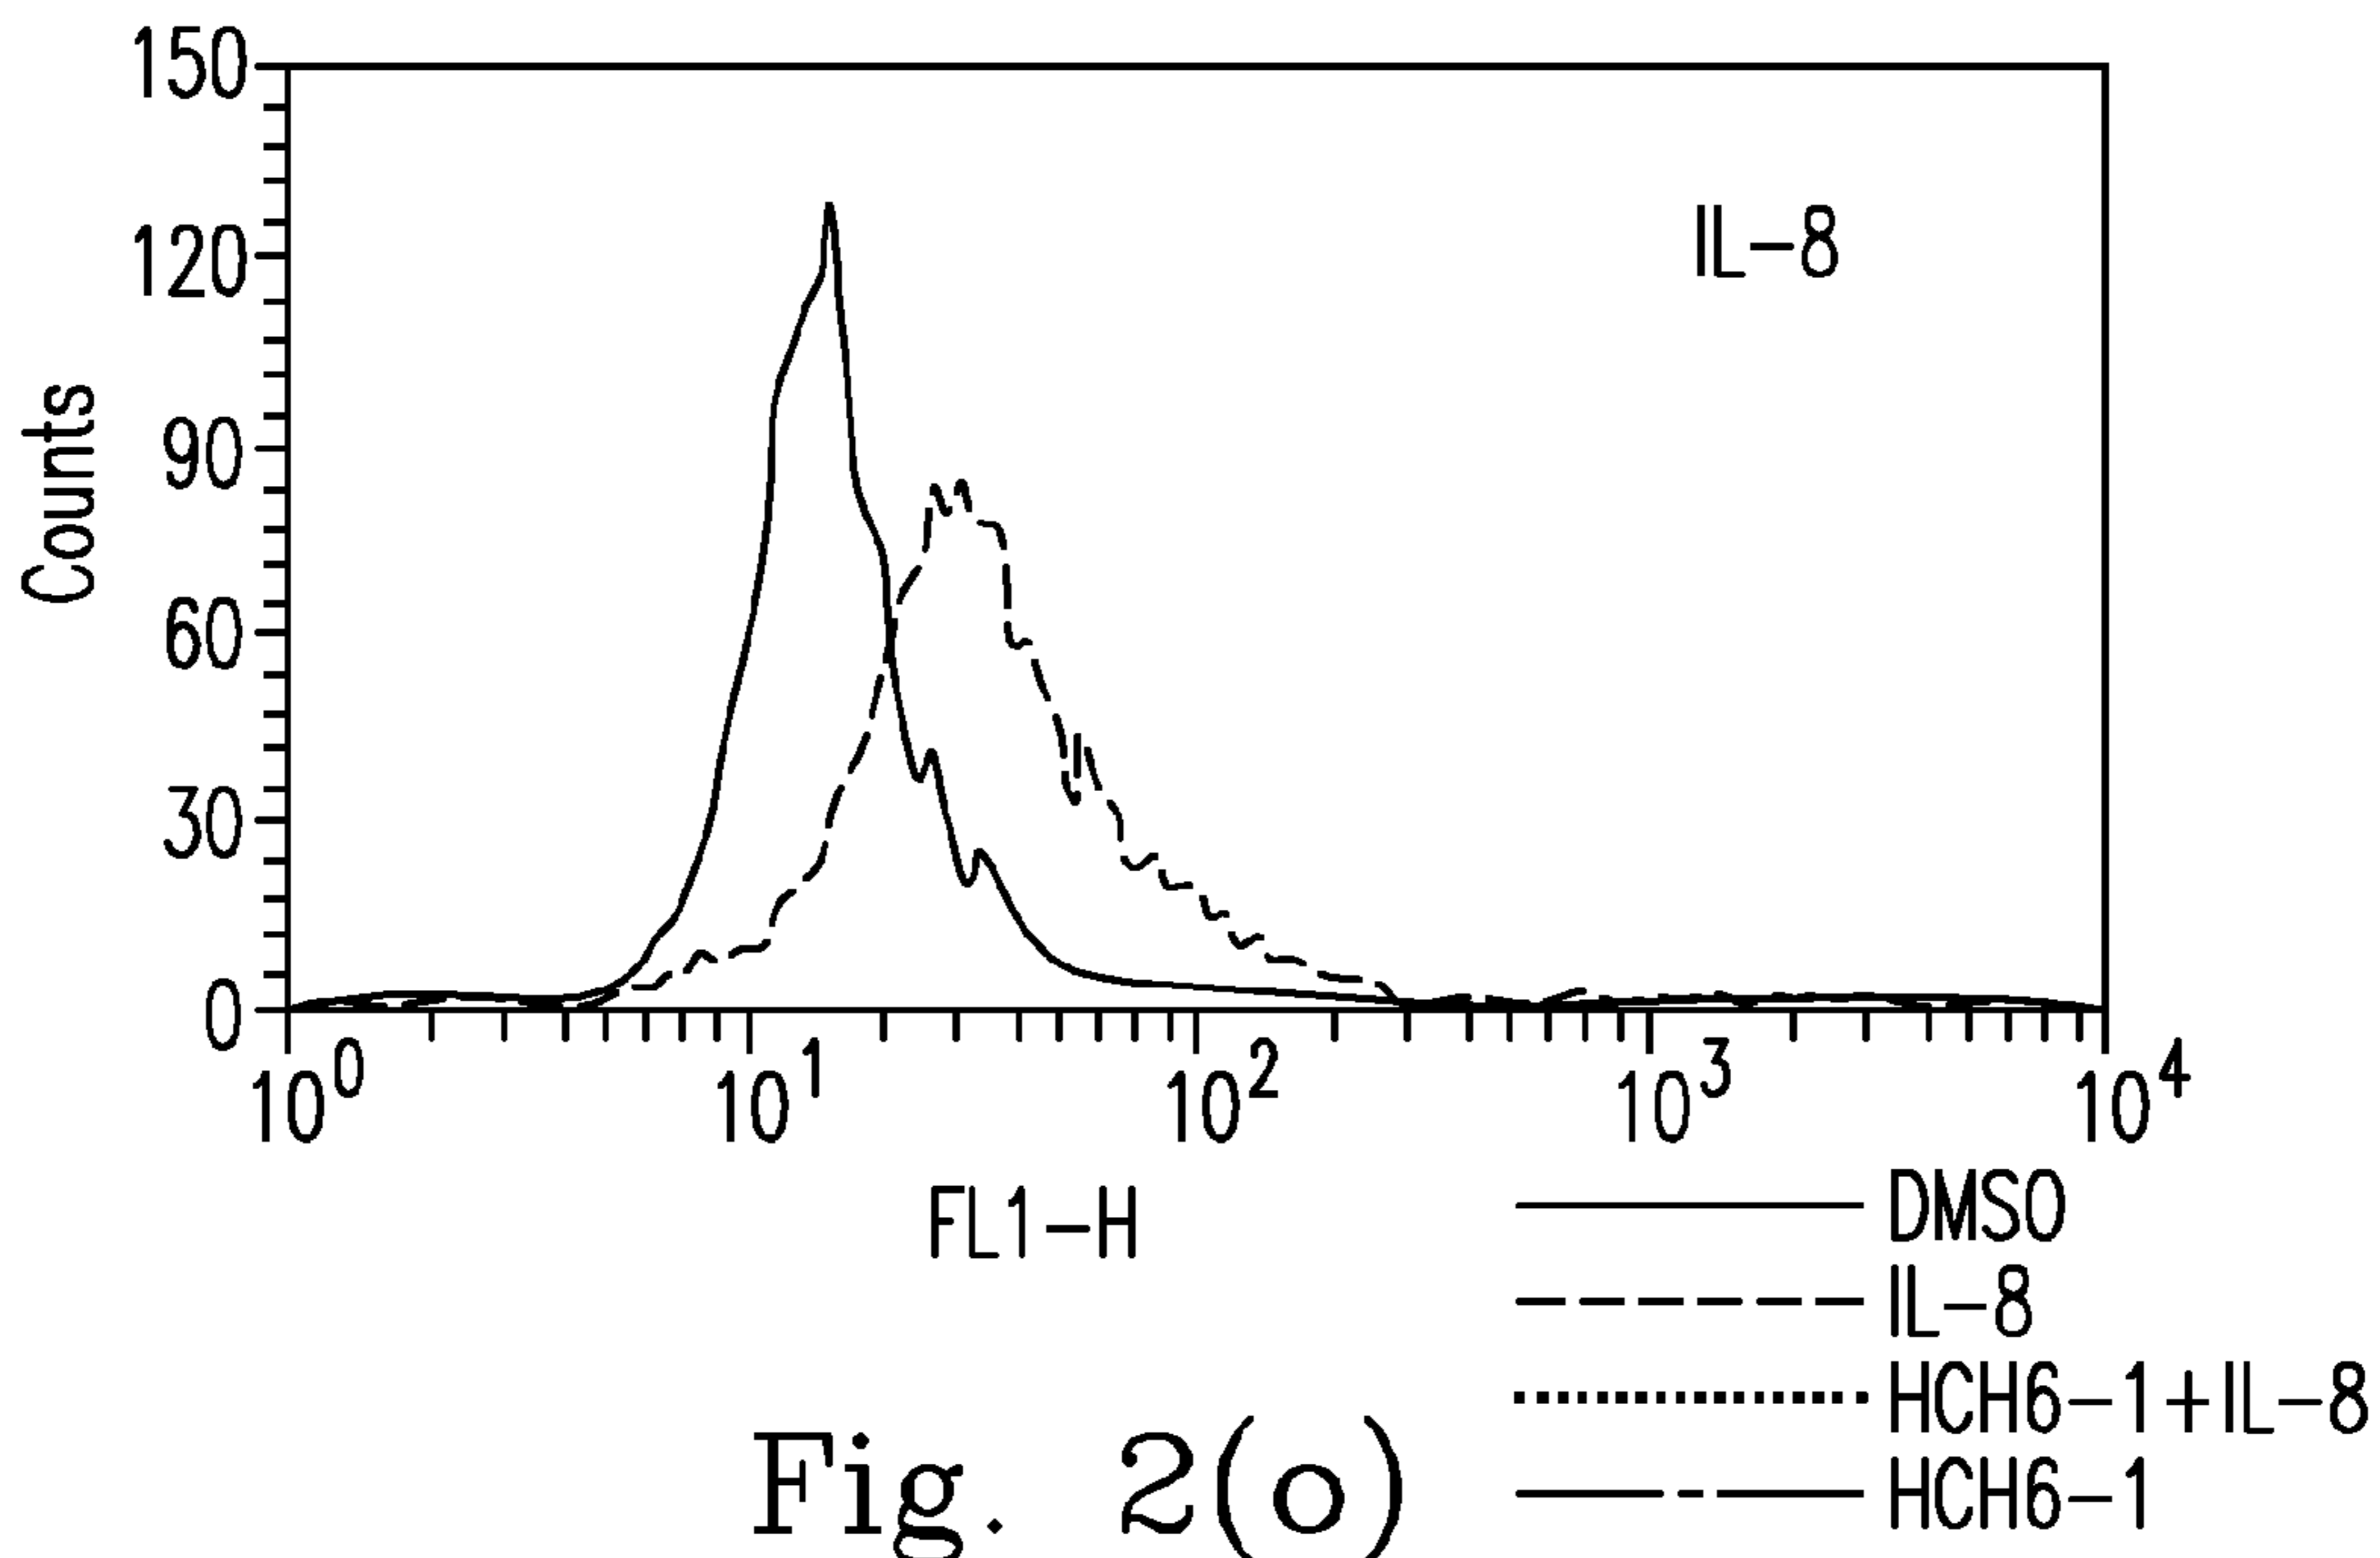 150
120
90
60
30
0
Counts
IL-8
10^0
10^1
10^2
10^3
10^4
FL1-H
DMSO
IL-8
HCH6-1+IL-8
HCH6-1
Fig. 2(o)